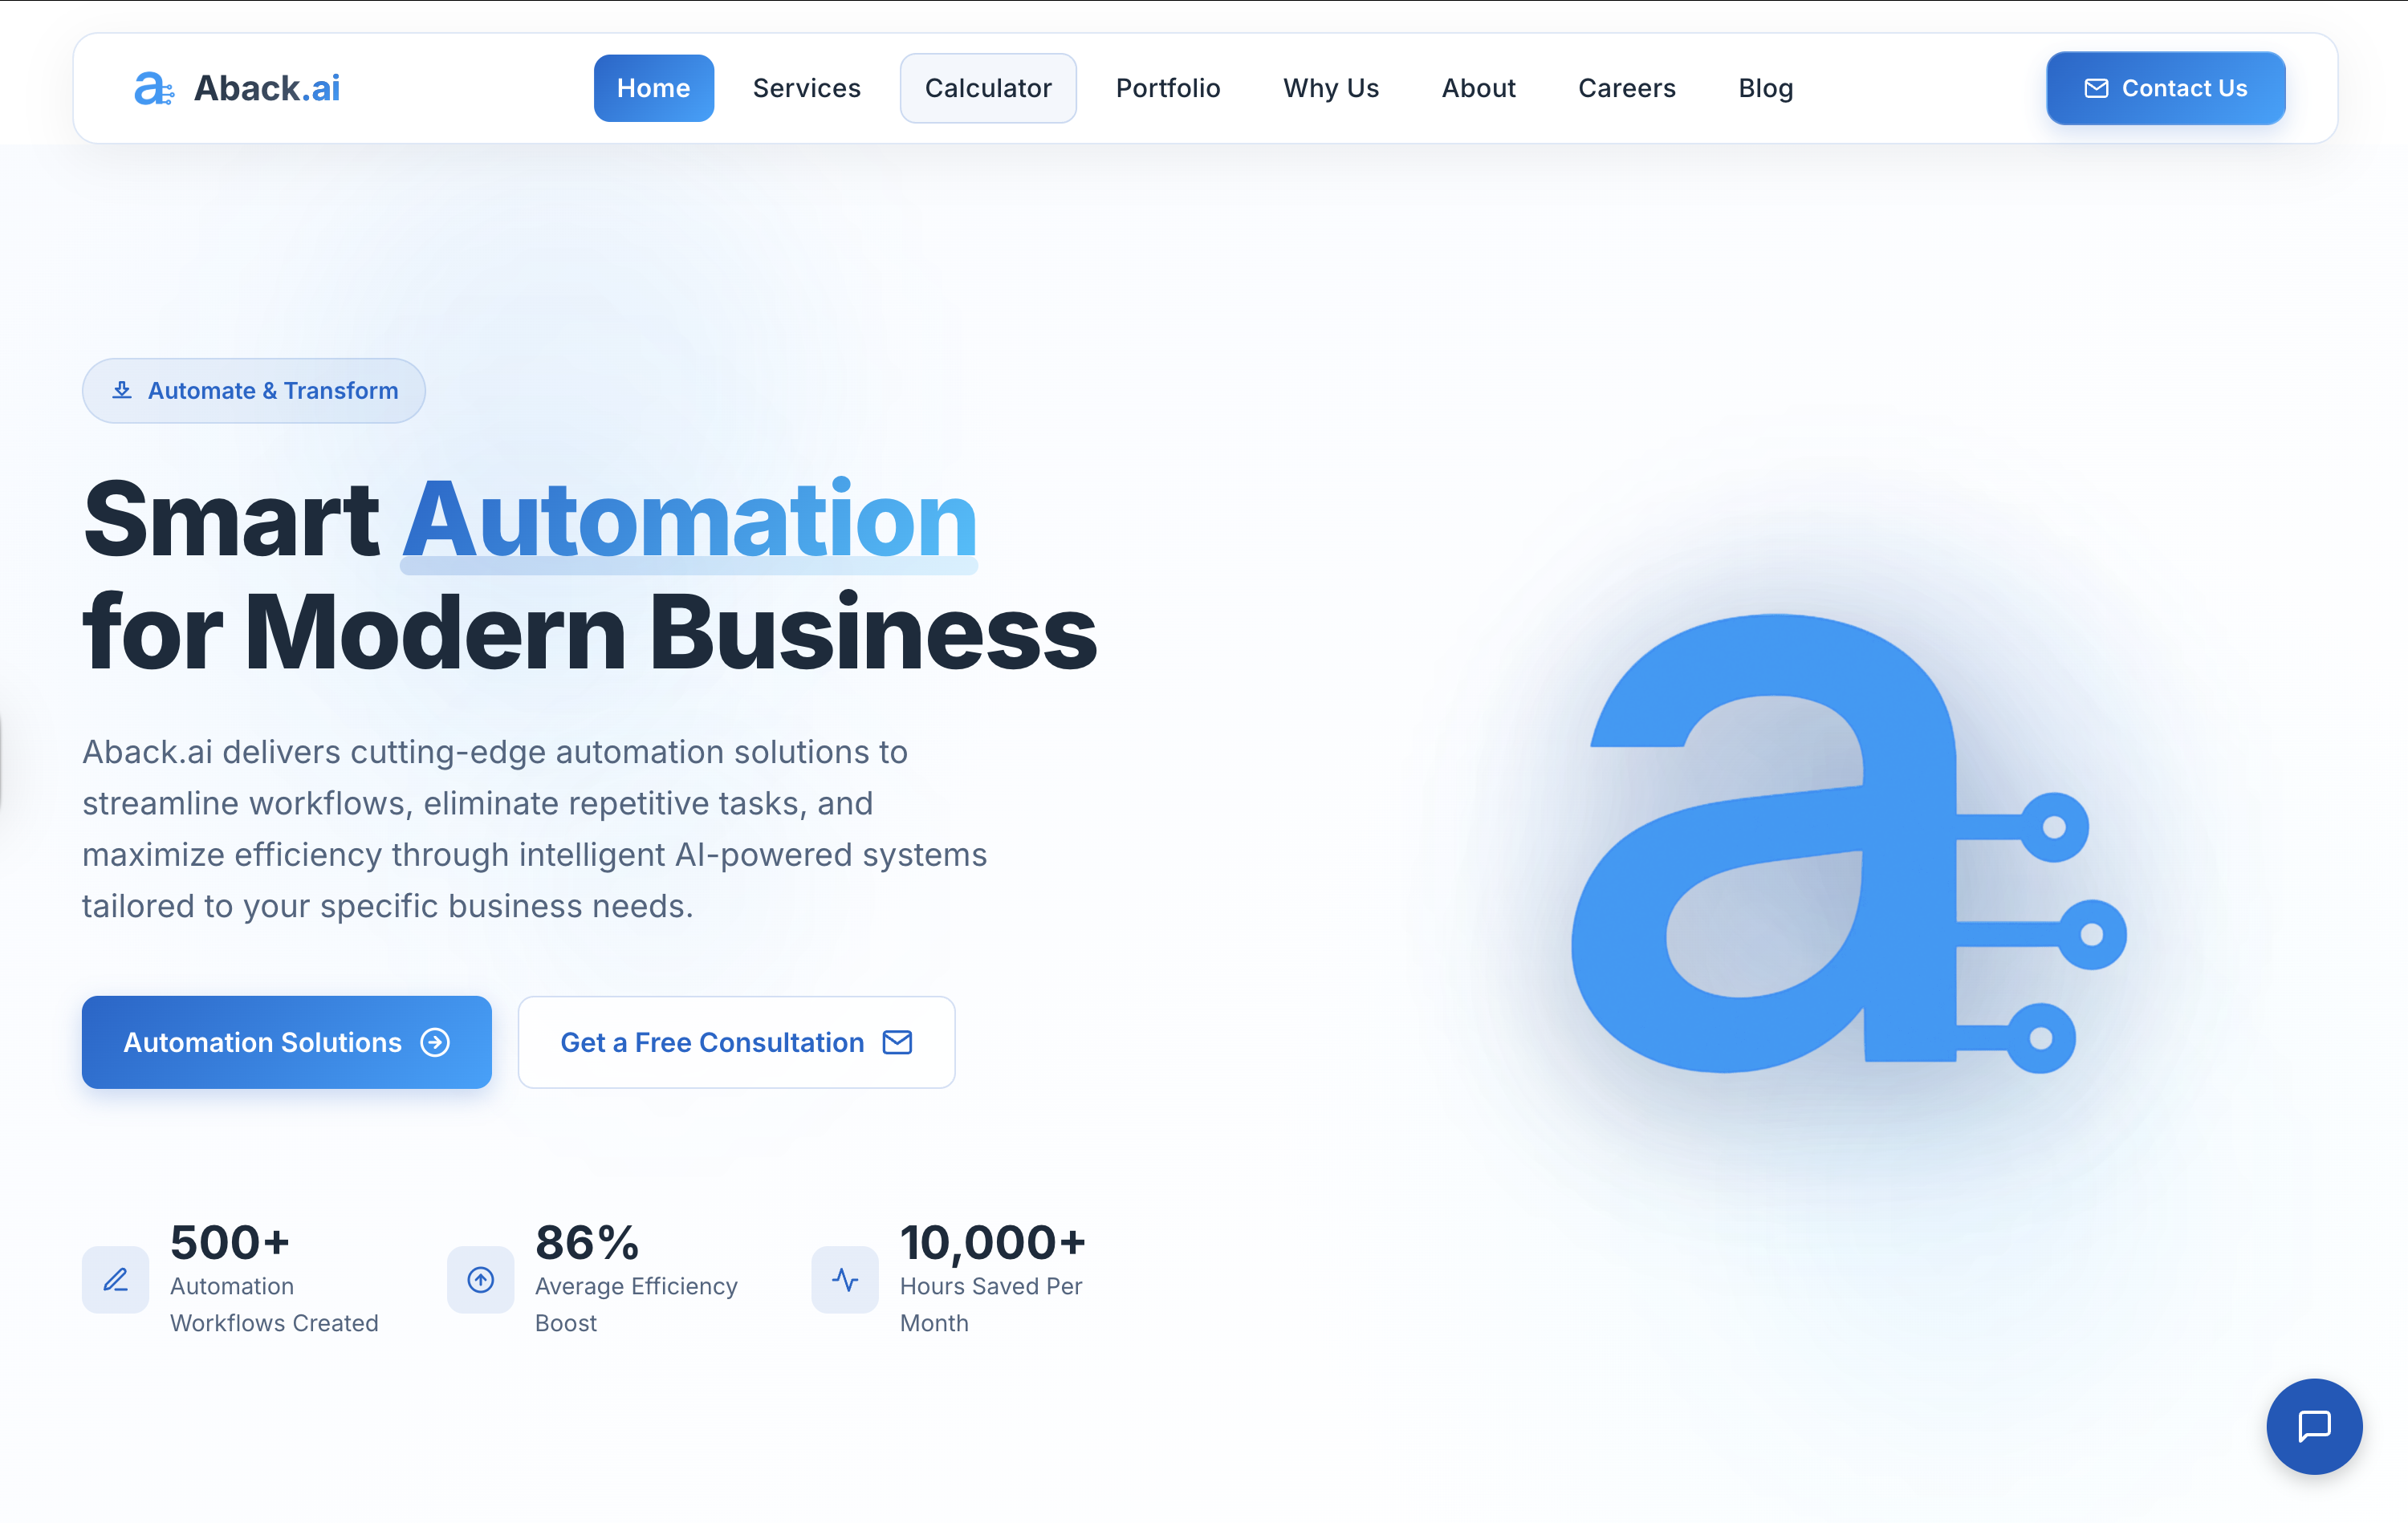 Aback.ai
Home
Services
Calculator
Portfolio
Why Us
About
Careers
Blog
Contact Us
Automate & Transform
Smart Automation
for Modern Business
Aback.ai delivers cutting-edge automation solutions to
streamline workflows, eliminate repetitive tasks, and
maximize efficiency through intelligent AI-powered systems
tailored to your specific business needs.
Automation Solutions
Get a Free Consultation
500+
Automation
Workflows Created
86%
Average Efficiency
Boost
10,000+
Hours Saved Per
Month